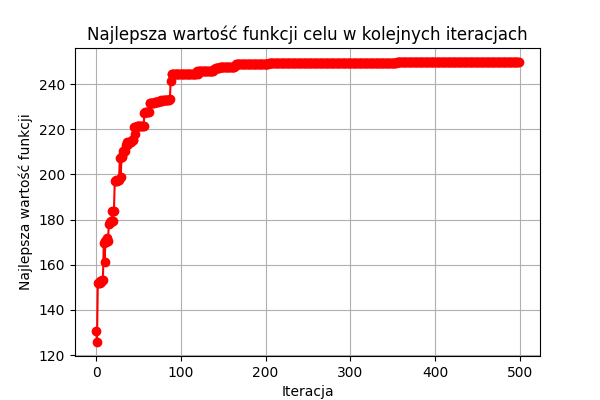 Najlepsza wartość funkcji celu w kolejnych iteracjach
Najlepsza wartość funkcji
240
220
200
180
160
140
120
0 100 200 300 400 500
Iteracja